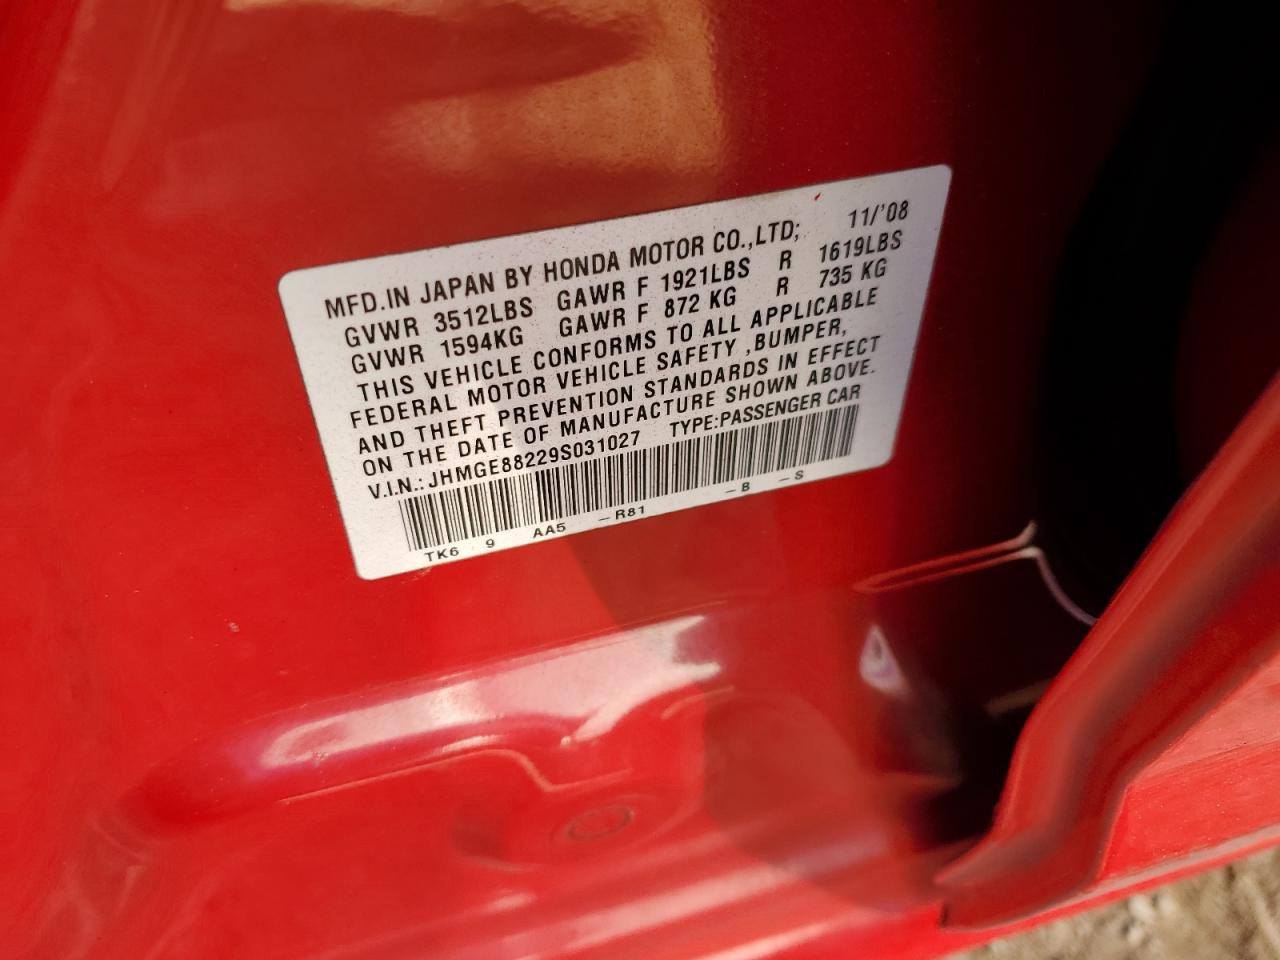 MFD.IN JAPAN BY HONDA MOTOR CO.,LTD; 11/'08
GVWR 3512LBS GAWR F 1921LBS R 1619LBS
GVWR 1594KG GAWR F 872 KG R 735 KG
THIS VEHICLE CONFORMS TO ALL APPLICABLE
FEDERAL MOTOR VEHICLE SAFETY ,BUMPER,
AND THEFT PREVENTION STANDARDS IN EFFECT
ON THE DATE OF MANUFACTURE SHOWN ABOVE.
V.I.N.: JHMGE88229S031027 TYPE:PASSENGER CAR
TK6 9 AA5 –R81 –B –S